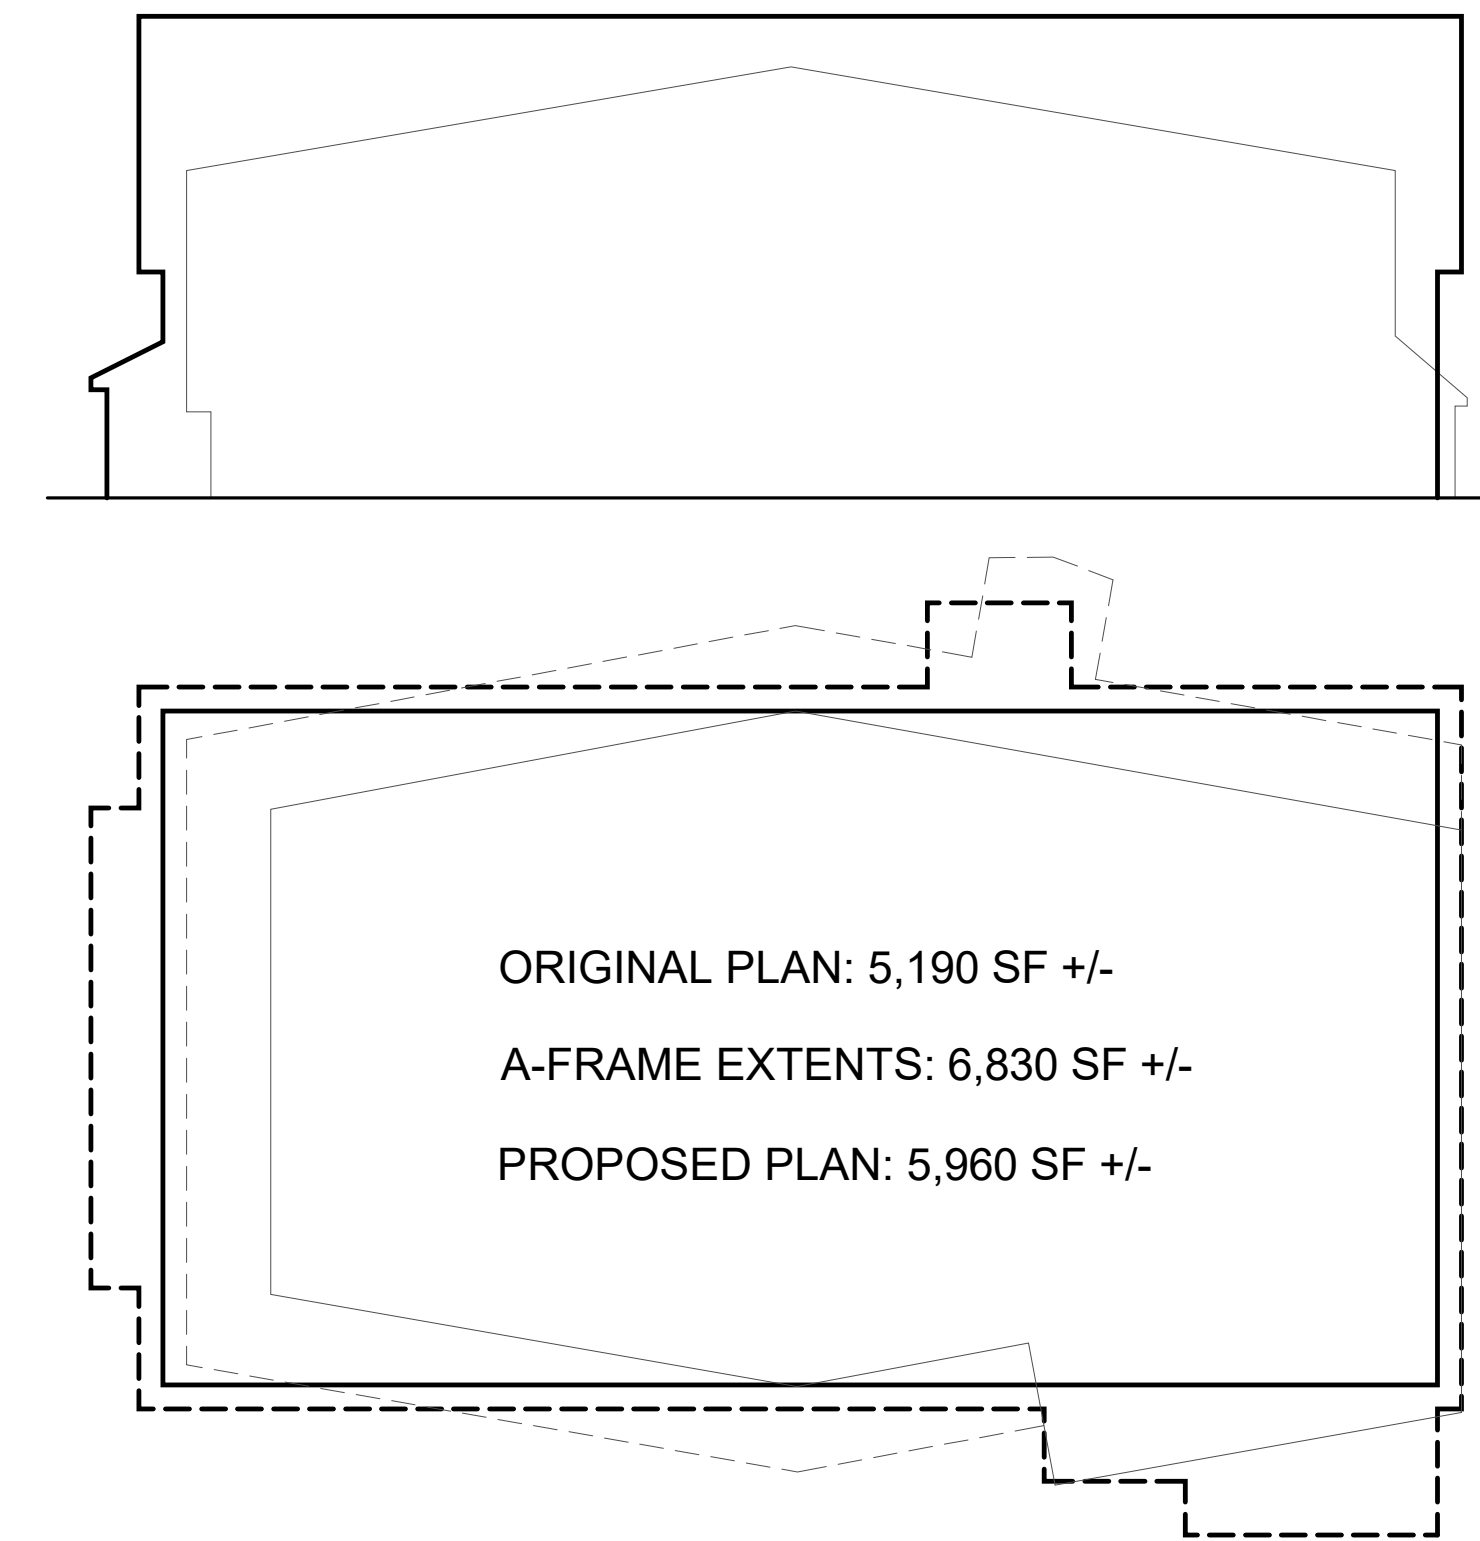 ORIGINAL PLAN: 5,190 SF +/-
A-FRAME EXTENTS: 6,830 SF +/-
PROPOSED PLAN: 5,960 SF +/-